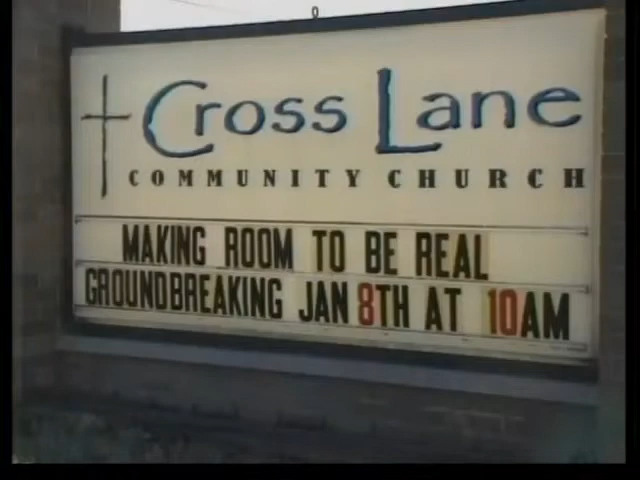 Cross Lane
COMMUNITY CHURCH
MAKING ROOM TO BE REAL
GROUNDBREAKING JAN 8TH AT 10AM